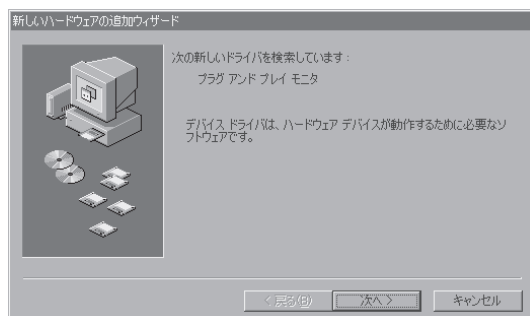 新しいハードウェアの追加ウィザード
次の新しいドライバを検索しています：
プラグ アンド プレイ モニタ
デバイス ドライバは、ハードウェア デバイスが動作するために必要なソ
フトウェアです。
< 戻る(B)
次へ >
キャンセル